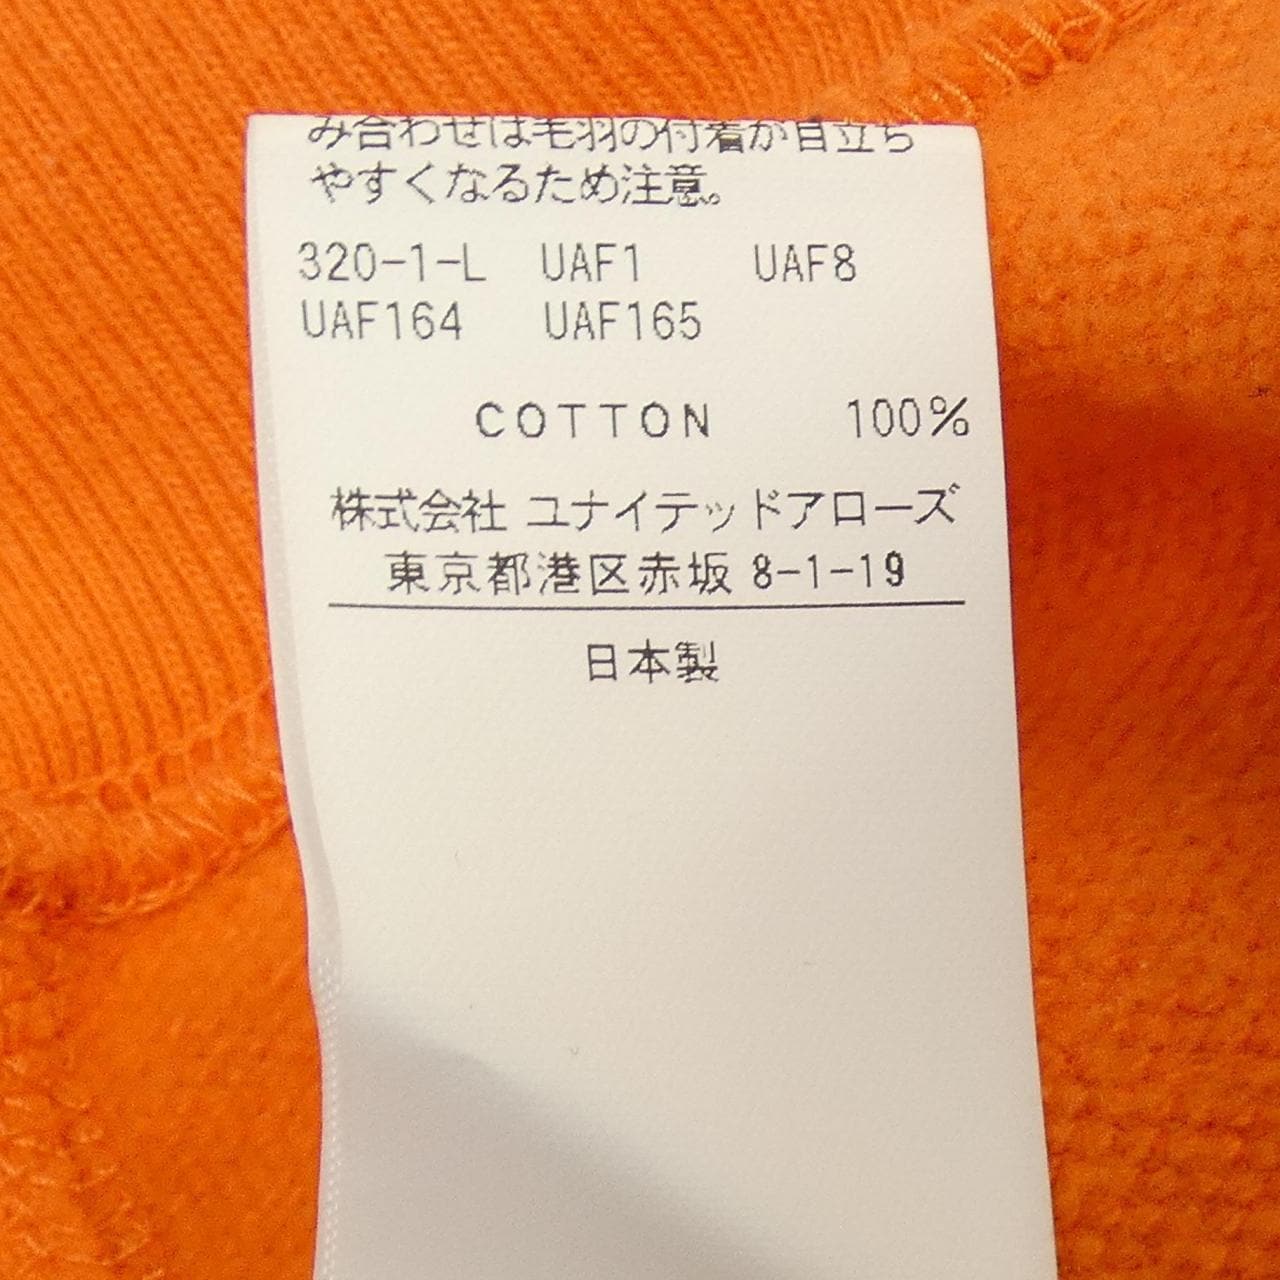 み合わせは毛羽の付着が目立ち
やすくなるため注意。
320-1-L UAF1 UAF8
UAF164 UAF165
COTTON 100%
株式会社 ユナイテッドアローズ
東京都港区赤坂 8-1-19
日本製